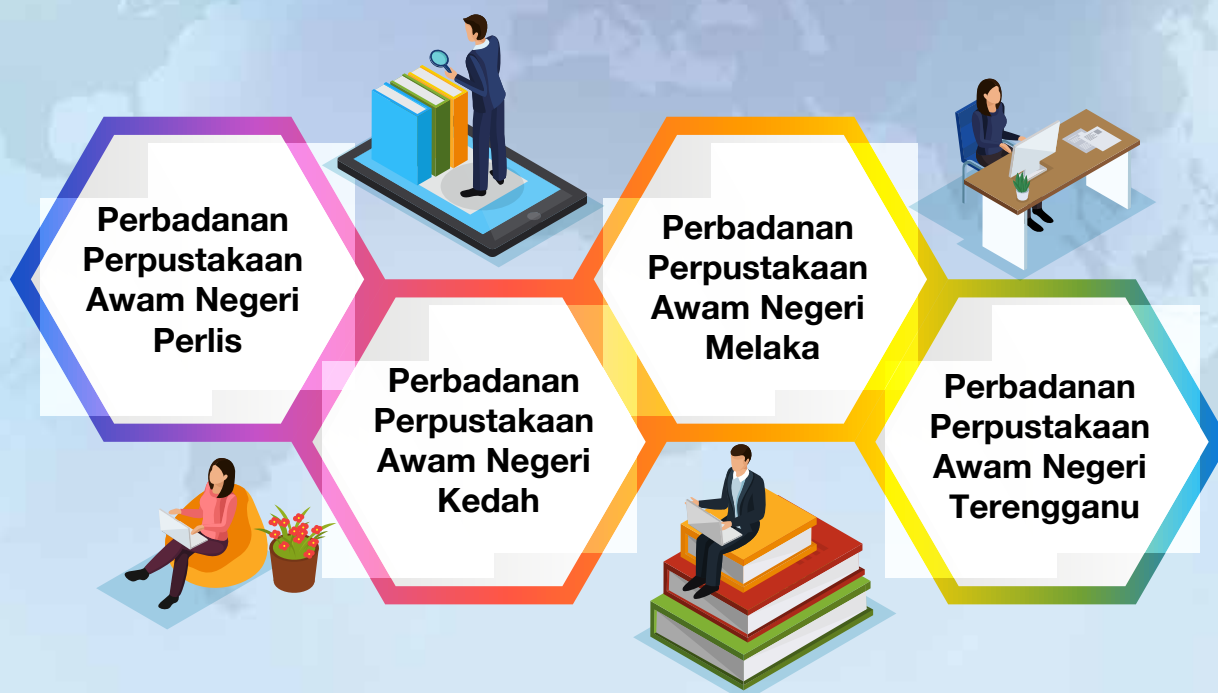 Perbadanan
Perpustakaan
Awam Negeri
Perlis
Perbadanan
Perpustakaan
Awam Negeri
Kedah
Perbadanan
Perpustakaan
Awam Negeri
Melaka
Perbadanan
Perpustakaan
Awam Negeri
Terengganu